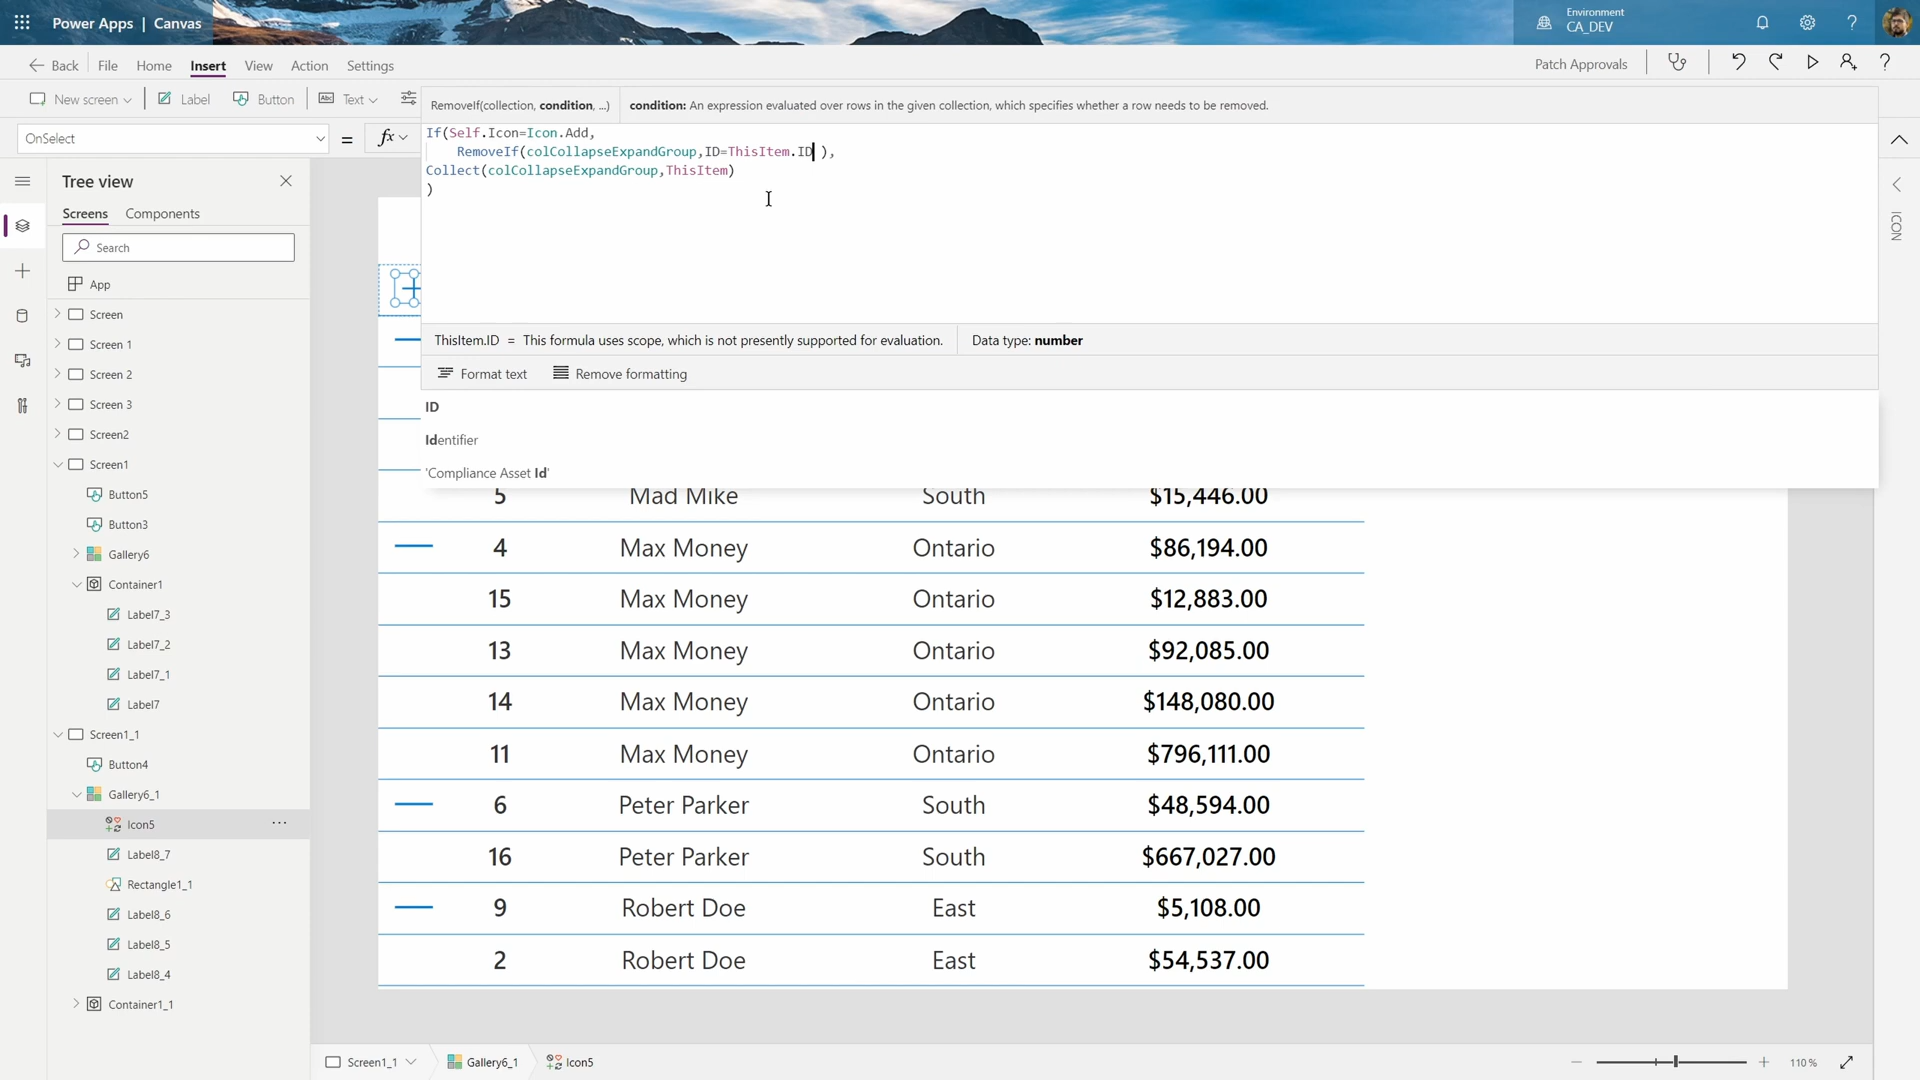 Power Apps | Canvas
Environment
CA_DEV
Back
File
Home
Insert
View
Action
Settings
Patch Approvals
New screen
Label
Button
Text
RemoveIf(collection, condition, ...)
condition: An expression evaluated over rows in the given collection, which specifies whether a row needs to be removed.
OnSelect
=
fx
If(Self.Icon=Icon.Add,
RemoveIf(colCollapseExpandGroup,ID=ThisItem.ID ),
Collect(colCollapseExpandGroup,ThisItem)
)
ThisItem.ID = This formula uses scope, which is not presently supported for evaluation.
Data type: number
Format text
Remove formatting
ID
Identifier
'Compliance Asset Id'
ICON
Tree view
Screens
Components
Search
App
Screen
Screen 1
Screen 2
Screen 3
Screen2
Screen1
Button5
Button3
Gallery6
Container1
Label7_3
Label7_2
Label7_1
Label7
Screen1_1
Button4
Gallery6_1
Icon5
Label8_7
Rectangle1_1
Label8_6
Label8_5
Label8_4
Container1_1
5 Mad Mike South $15,446.00
4 Max Money Ontario $86,194.00
15 Max Money Ontario $12,883.00
13 Max Money Ontario $92,085.00
14 Max Money Ontario $148,080.00
11 Max Money Ontario $796,111.00
6 Peter Parker South $48,594.00
16 Peter Parker South $667,027.00
9 Robert Doe East $5,108.00
2 Robert Doe East $54,537.00
Screen1_1
Gallery6_1
Icon5
110 %